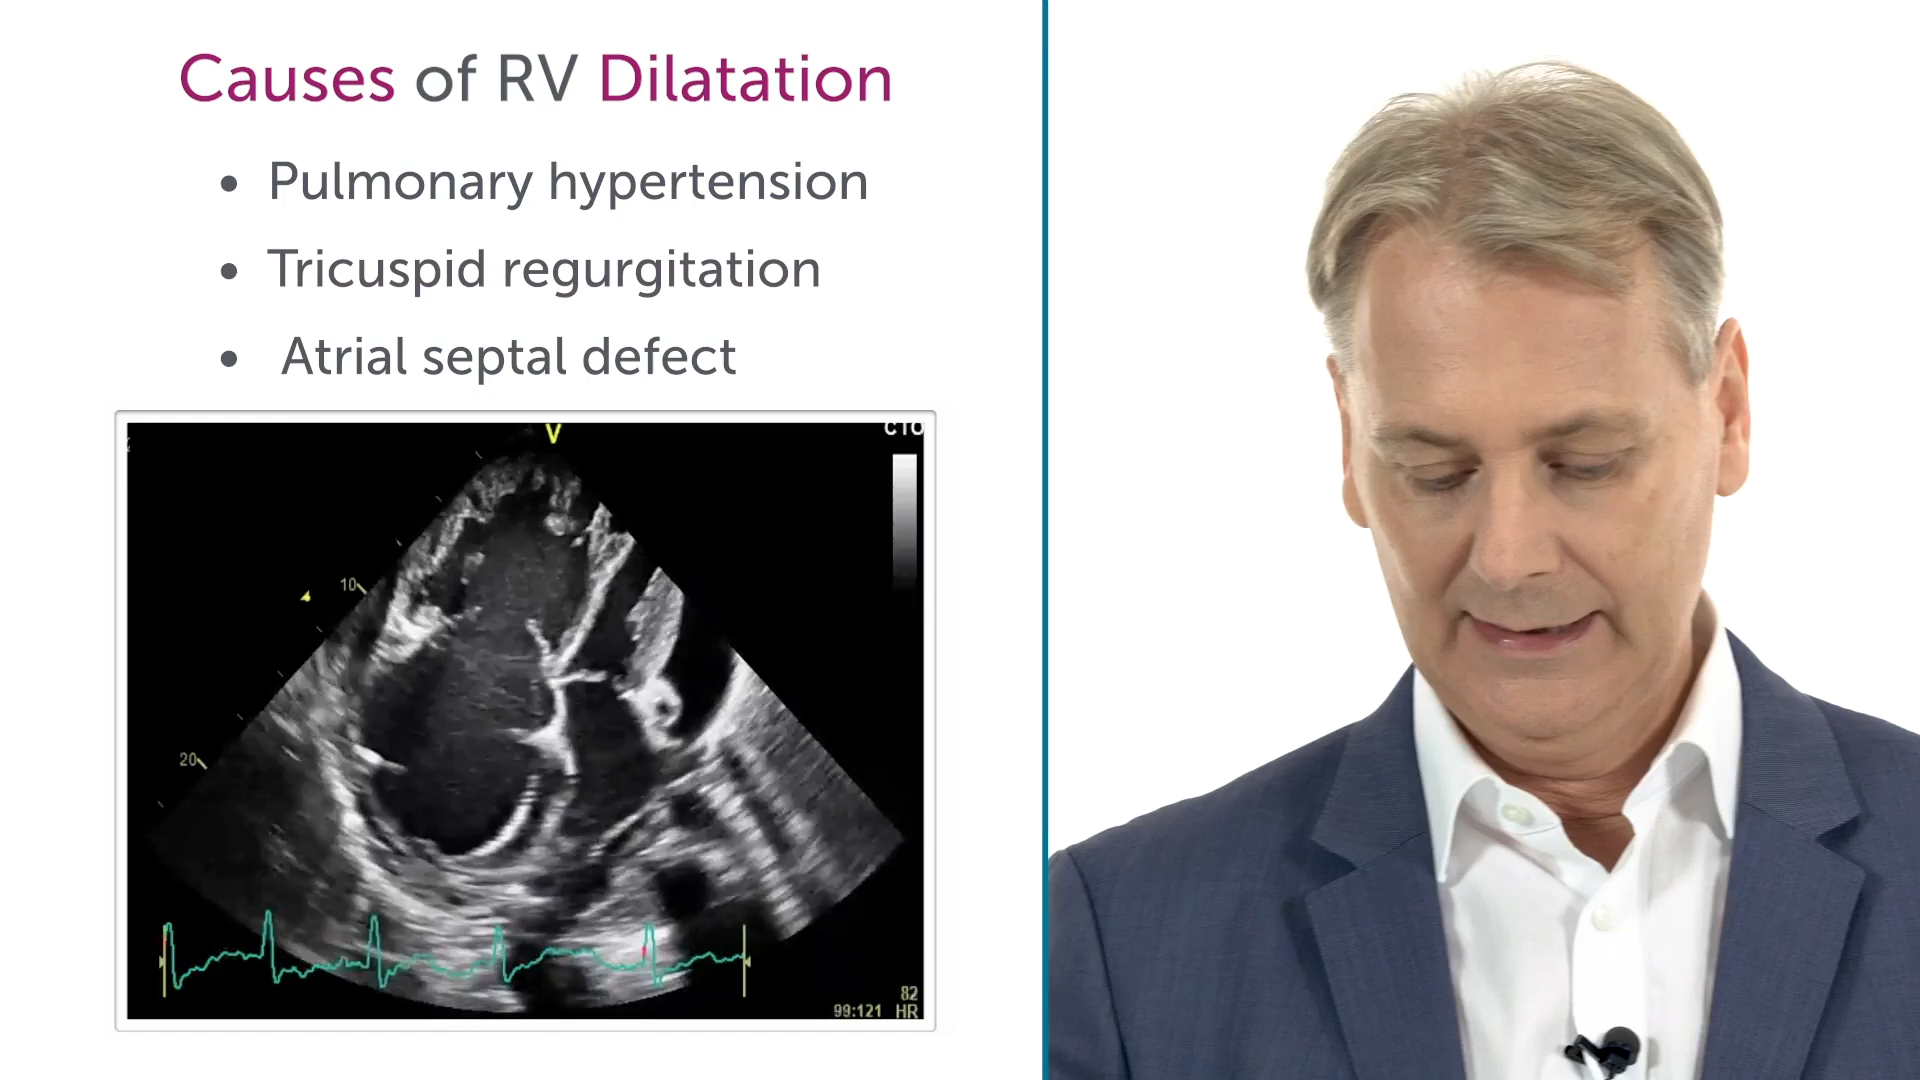 Causes of RV Dilatation
• Pulmonary hypertension
• Tricuspid regurgitation
• Atrial septal defect
V
10
20
82
99:121 HR